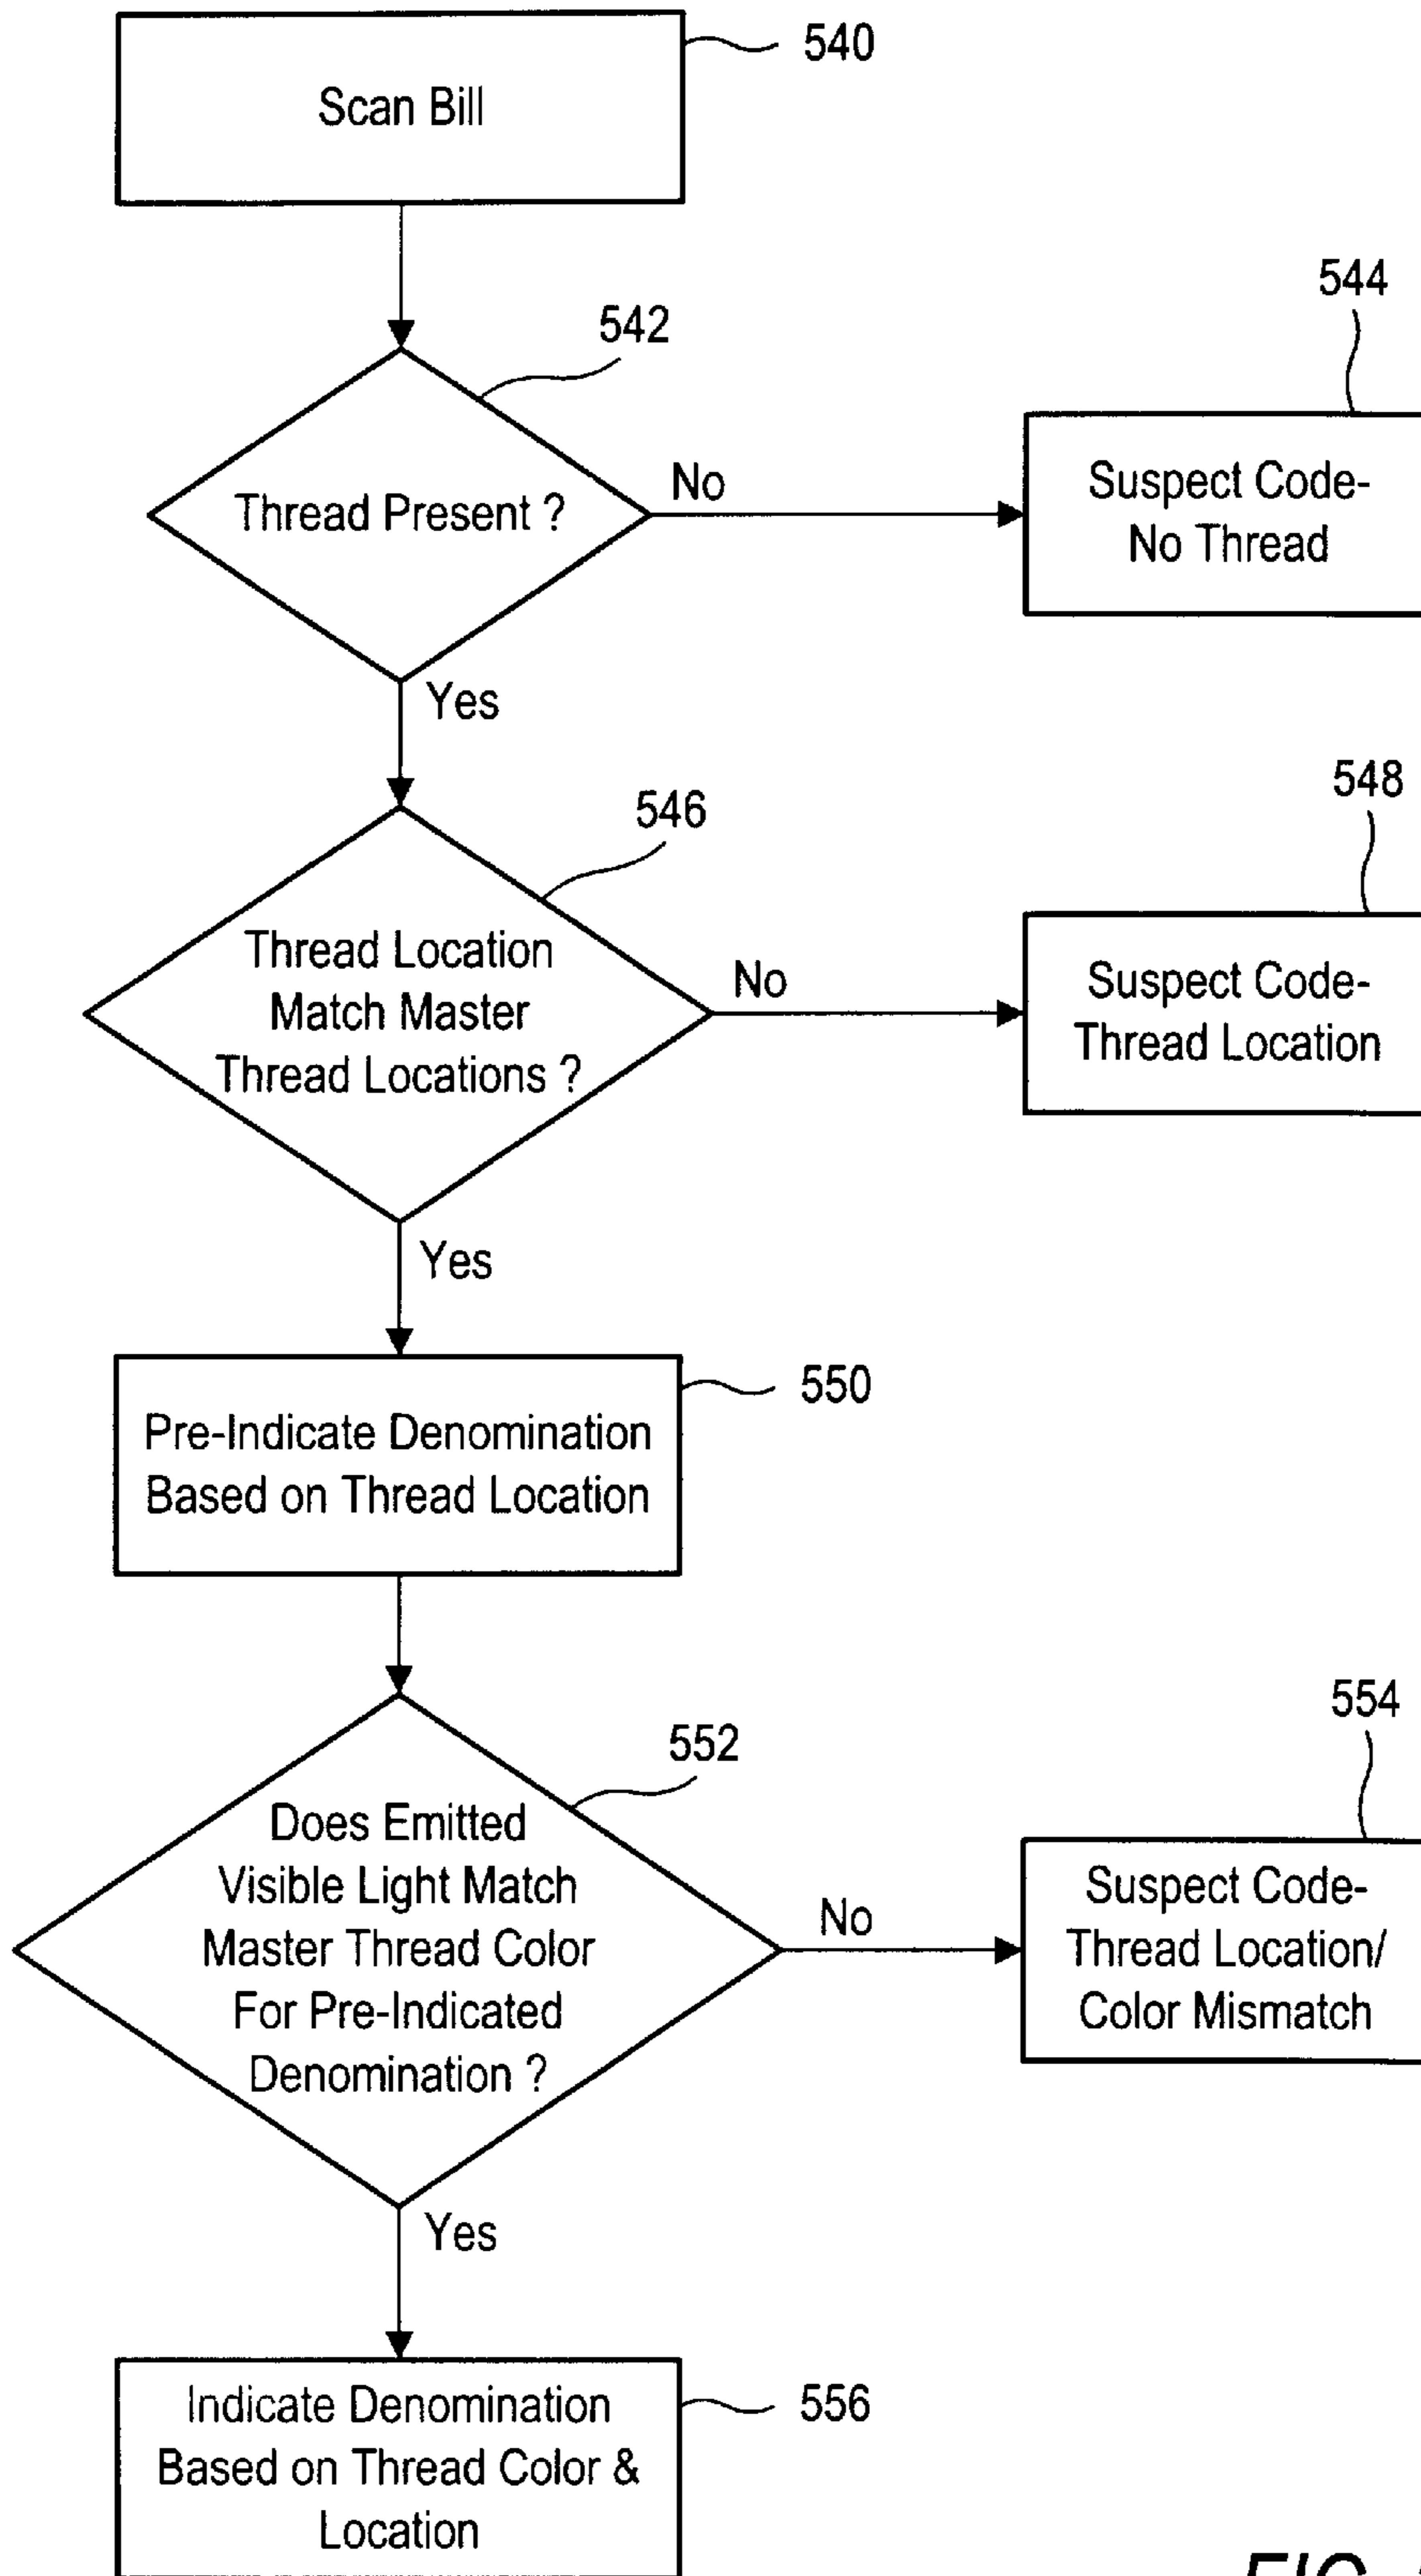 540
Scan Bill
544
542
Thread Present ?
No
Suspect Code-
No Thread
Yes
548
546
Thread Location
Match Master
Thread Locations ?
No
Suspect Code-
Thread Location
Yes
550
Pre-Indicate Denomination
Based on Thread Location
554
552
Does Emitted
Visible Light Match
Master Thread Color
For Pre-Indicated
Denomination ?
No
Suspect Code-
Thread Location/
Color Mismatch
Yes
556
Indicate Denomination
Based on Thread Color &
Location
FIG.